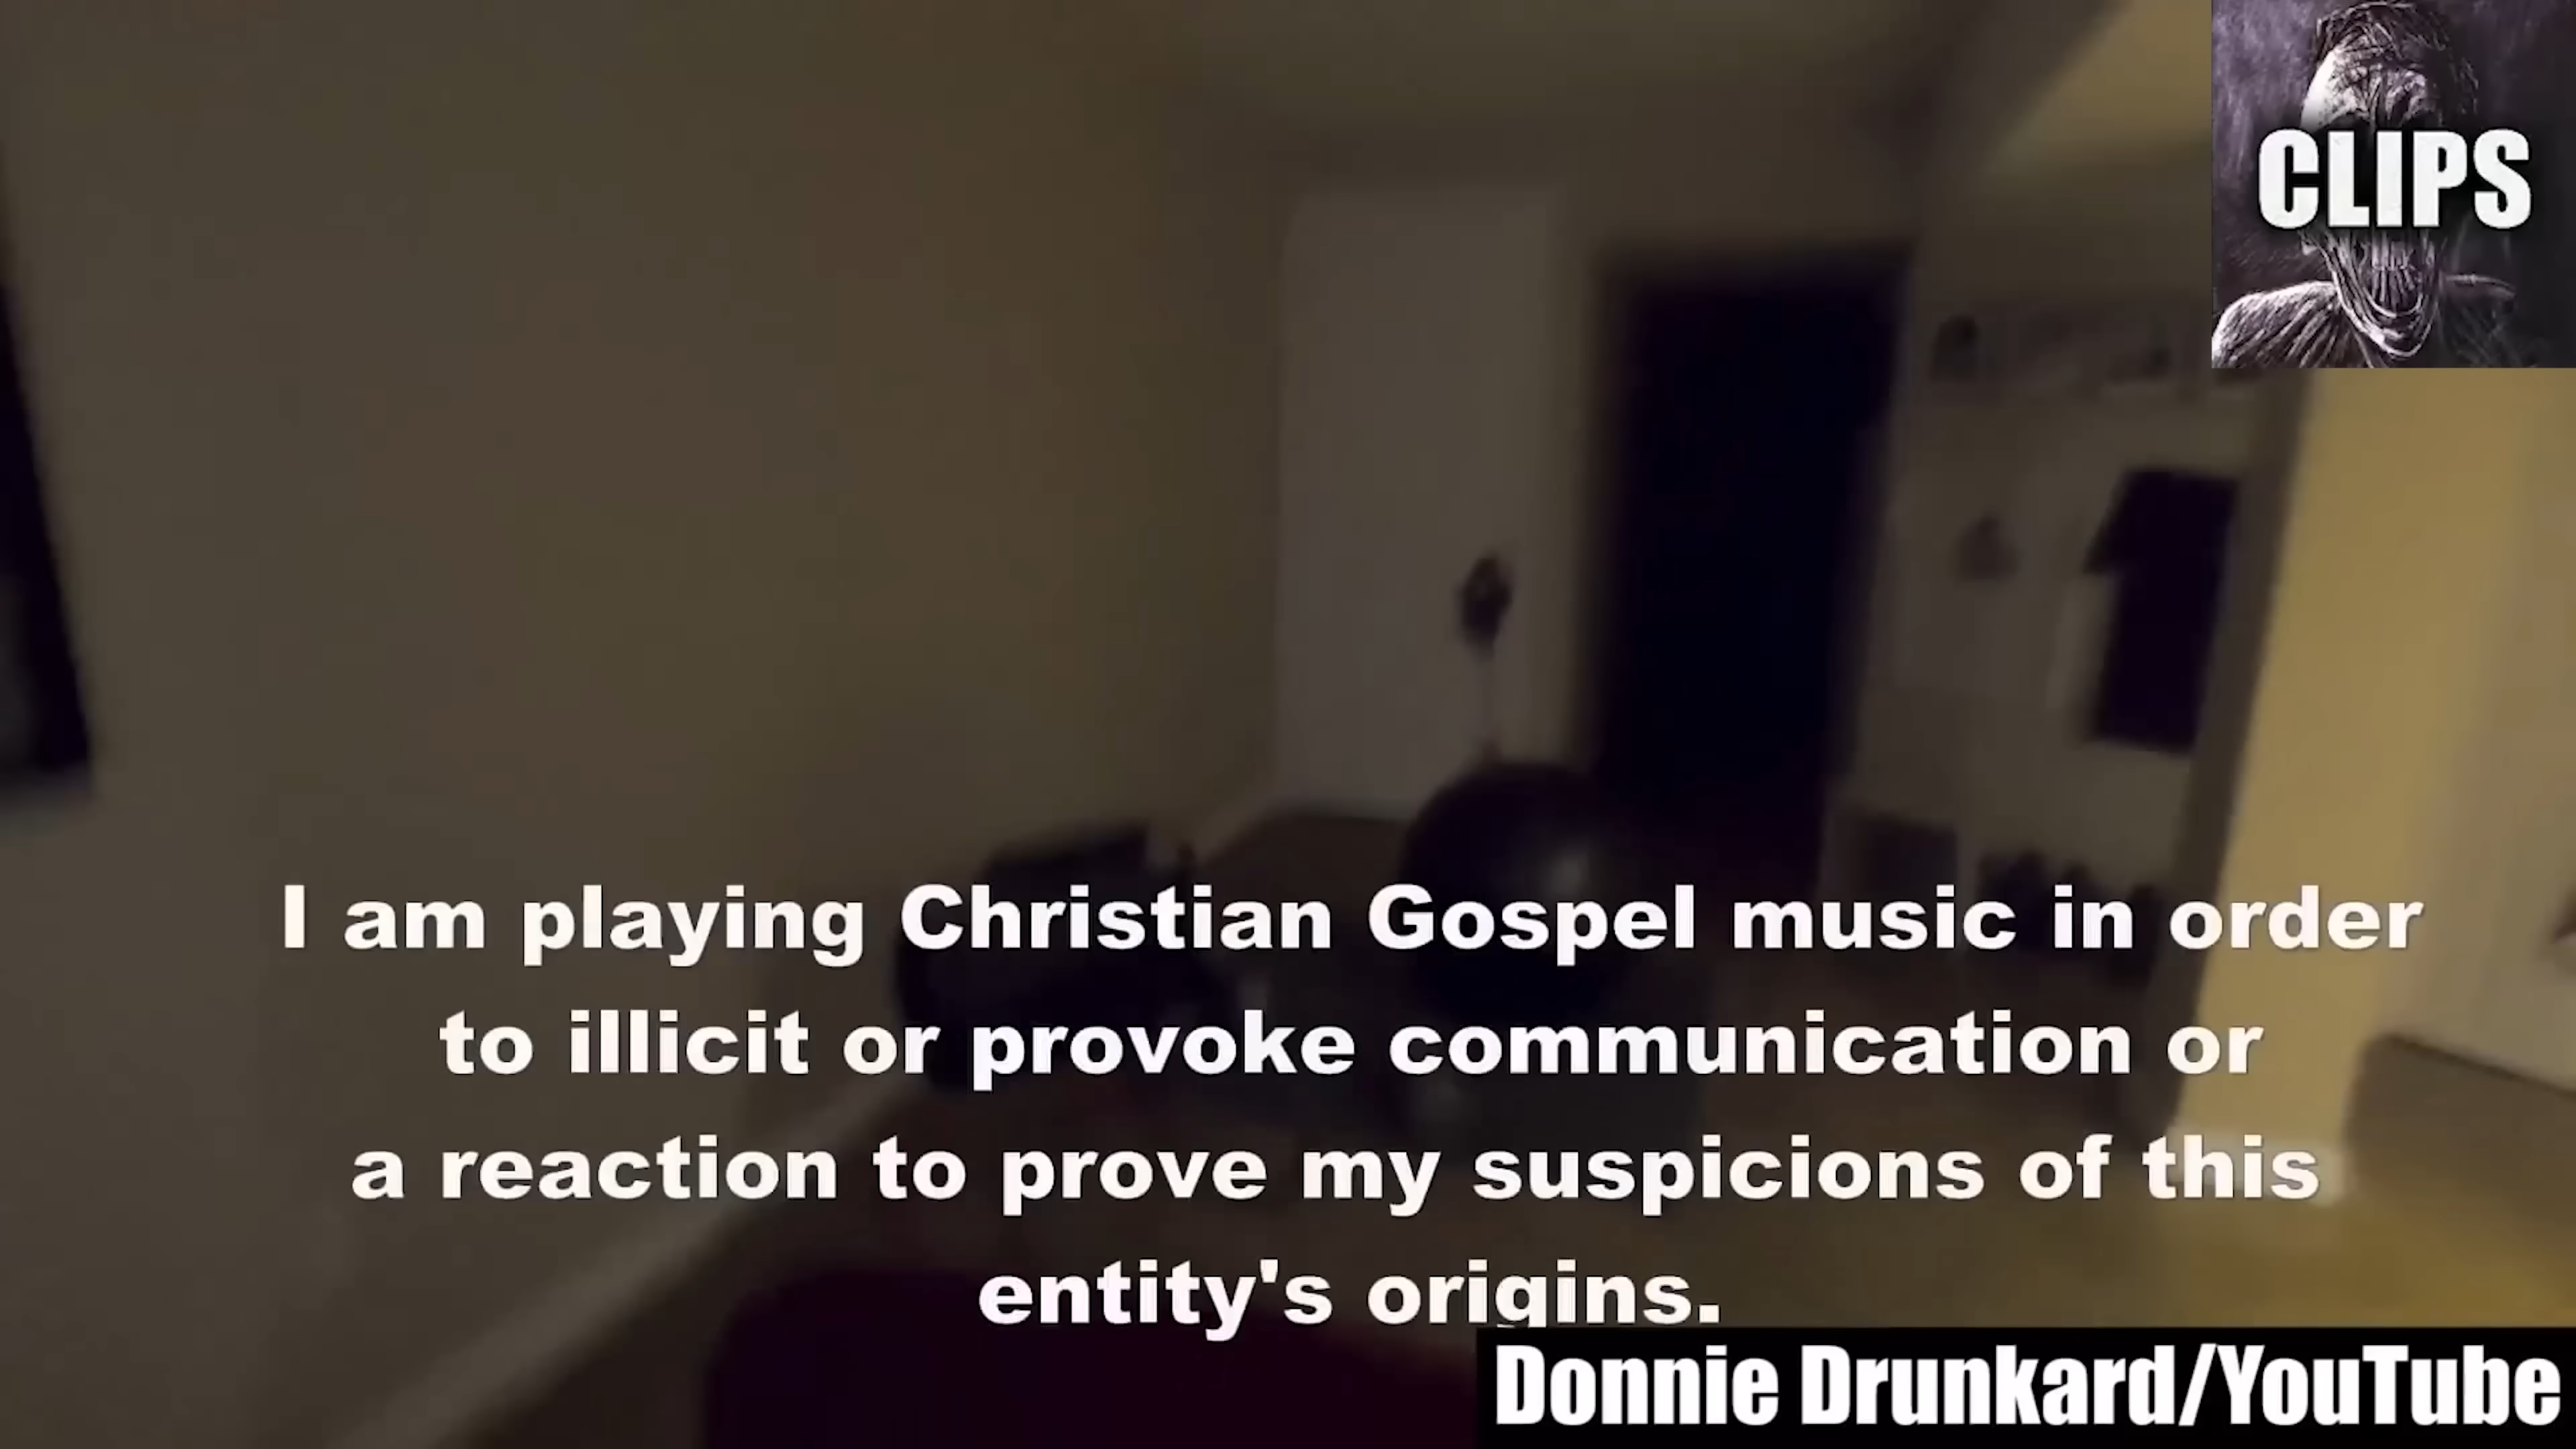 CLIPS
I am playing Christian Gospel music in order
to illicit or provoke communication or
a reaction to prove my suspicions of this
entity's origins.
Donnie Drunkard/YouTube